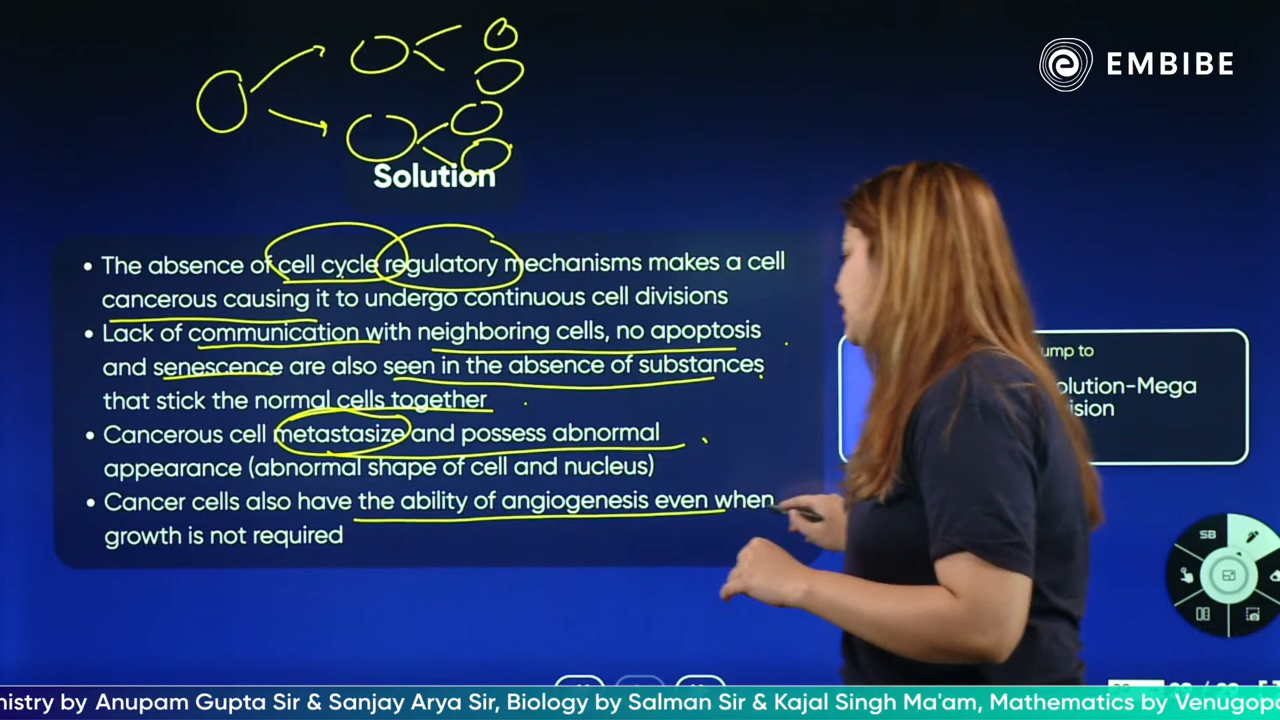 EMBIBE
Solution
• The absence of cell cycle regulatory mechanisms makes a cell
cancerous causing it to undergo continuous cell divisions
• Lack of communication with neighboring cells, no apoptosis
and senescence are also seen in the absence of substances
that stick the normal cells together
• Cancerous cell metastasize and possess abnormal
appearance (abnormal shape of cell and nucleus)
• Cancer cells also have the ability of angiogenesis even when
growth is not required
ump to
olution-Mega
ision
SB
nistry by Anupam Gupta Sir & Sanjay Arya Sir, Biology by Salman Sir & Kajal Singh Ma'am, Mathematics by Venugopa